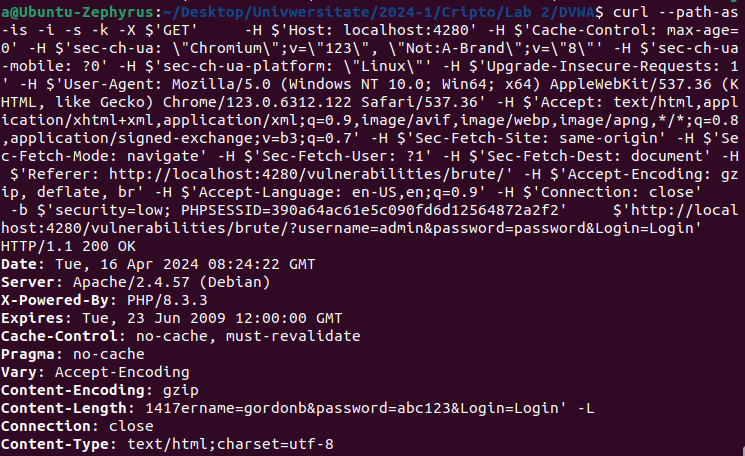 a@Ubuntu-Zephyrus:~/Desktop/Univwersitate/2024-1/Cripto/Lab 2/DVWA$ curl --path-as
-is -i -s -k -X $'GET'     -H $'Host: localhost:4280' -H $'Cache-Control: max-age=
0' -H $'sec-ch-ua: \"Chromium\";v=\"123\", \"Not:A-Brand\";v=\"8\"' -H $'sec-ch-ua
-mobile: ?0' -H $'sec-ch-ua-platform: \"Linux\"' -H $'Upgrade-Insecure-Requests: 1
' -H $'User-Agent: Mozilla/5.0 (Windows NT 10.0; Win64; x64) AppleWebKit/537.36 (K
HTML, like Gecko) Chrome/123.0.6312.122 Safari/537.36' -H $'Accept: text/html,appl
ication/xhtml+xml,application/xml;q=0.9,image/avif,image/webp,image/apng,*/*;q=0.8
,application/signed-exchange;v=b3;q=0.7' -H $'Sec-Fetch-Site: same-origin' -H $'Se
c-Fetch-Mode: navigate' -H $'Sec-Fetch-User: ?1' -H $'Sec-Fetch-Dest: document' -H
 $'Referer: http://localhost:4280/vulnerabilities/brute/' -H $'Accept-Encoding: gz
ip, deflate, br' -H $'Accept-Language: en-US,en;q=0.9' -H $'Connection: close'
 -b $'security=low; PHPSESSID=390a64ac61e5c090fd6d12564872a2f2'     $'http://local
host:4280/vulnerabilities/brute/?username=admin&password=password&Login=Login'
HTTP/1.1 200 OK
Date: Tue, 16 Apr 2024 08:24:22 GMT
Server: Apache/2.4.57 (Debian)
X-Powered-By: PHP/8.3.3
Expires: Tue, 23 Jun 2009 12:00:00 GMT
Cache-Control: no-cache, must-revalidate
Pragma: no-cache
Vary: Accept-Encoding
Content-Encoding: gzip
Content-Length: 1417ername=gordonb&password=abc123&Login=Login' -L
Connection: close
Content-Type: text/html;charset=utf-8